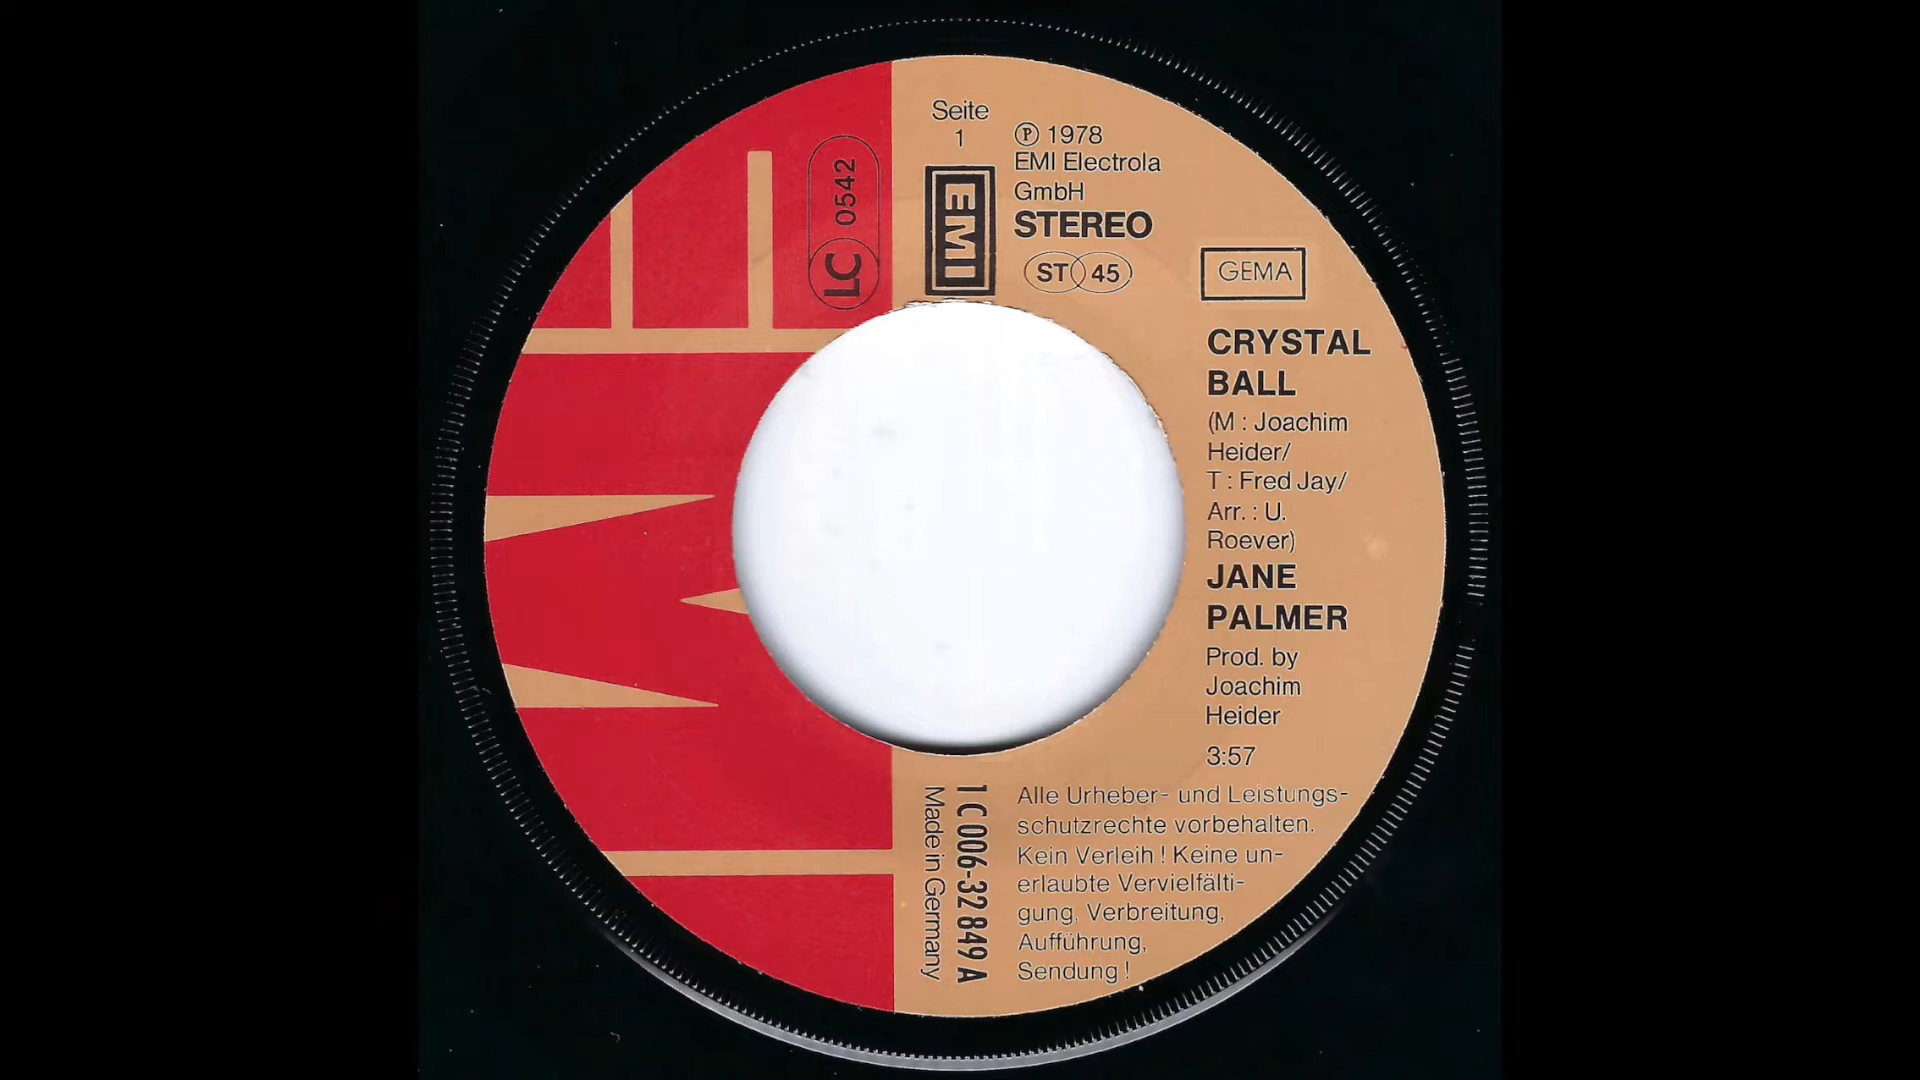 Seite
1
Ⓟ 1978
EMI Electrola
GmbH
STEREO
ST 45
EMI
LC 0542
GEMA
CRYSTAL
BALL
(M : Joachim
Heider/
T : Fred Jay/
Arr. : U.
Roever)
JANE
PALMER
Prod. by
Joachim
Heider
3:57
1 C 006-32 849 A
Made in Germany
Alle Urheber- und Leistungs-
schutzrechte vorbehalten.
Kein Verleih ! Keine un-
erlaubte Vervielfälti-
gung, Verbreitung,
Aufführung,
Sendung !